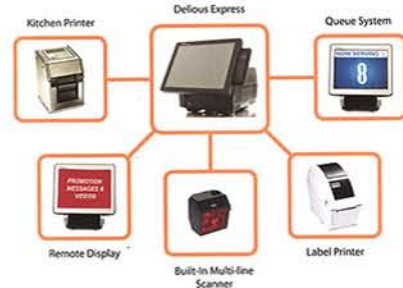 Delious Express
Kitchen Printer
Queue System
NOW SERVING
8
PROMOTION
MESSAGES &
VIDEOS
Remote Display
Label Printer
Built-In Multi-line
Scanner